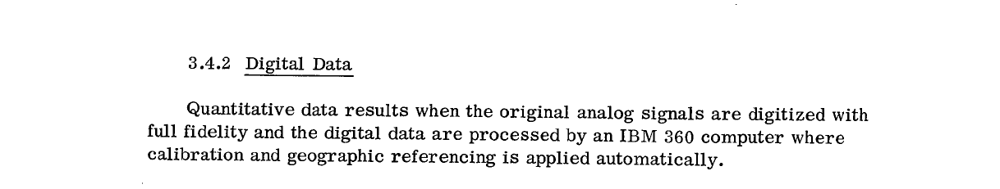 3.4.2 Digital Data
Quantitative data results when the original analog signals are digitized with
full fidelity and the digital data are processed by an IBM 360 computer where
calibration and geographic referencing is applied automatically.